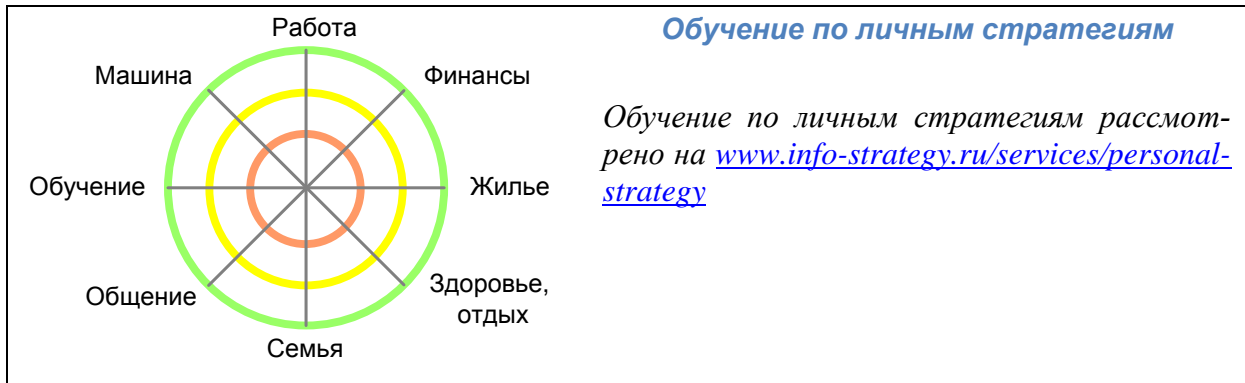 Работа
Машина
Финансы
Обучение
Жилье
Общение
Здоровье,
отдых
Семья
Обучение по личным стратегиям
Обучение по личным стратегиям рассмот-
рено на www.info-strategy.ru/services/personal-
strategy